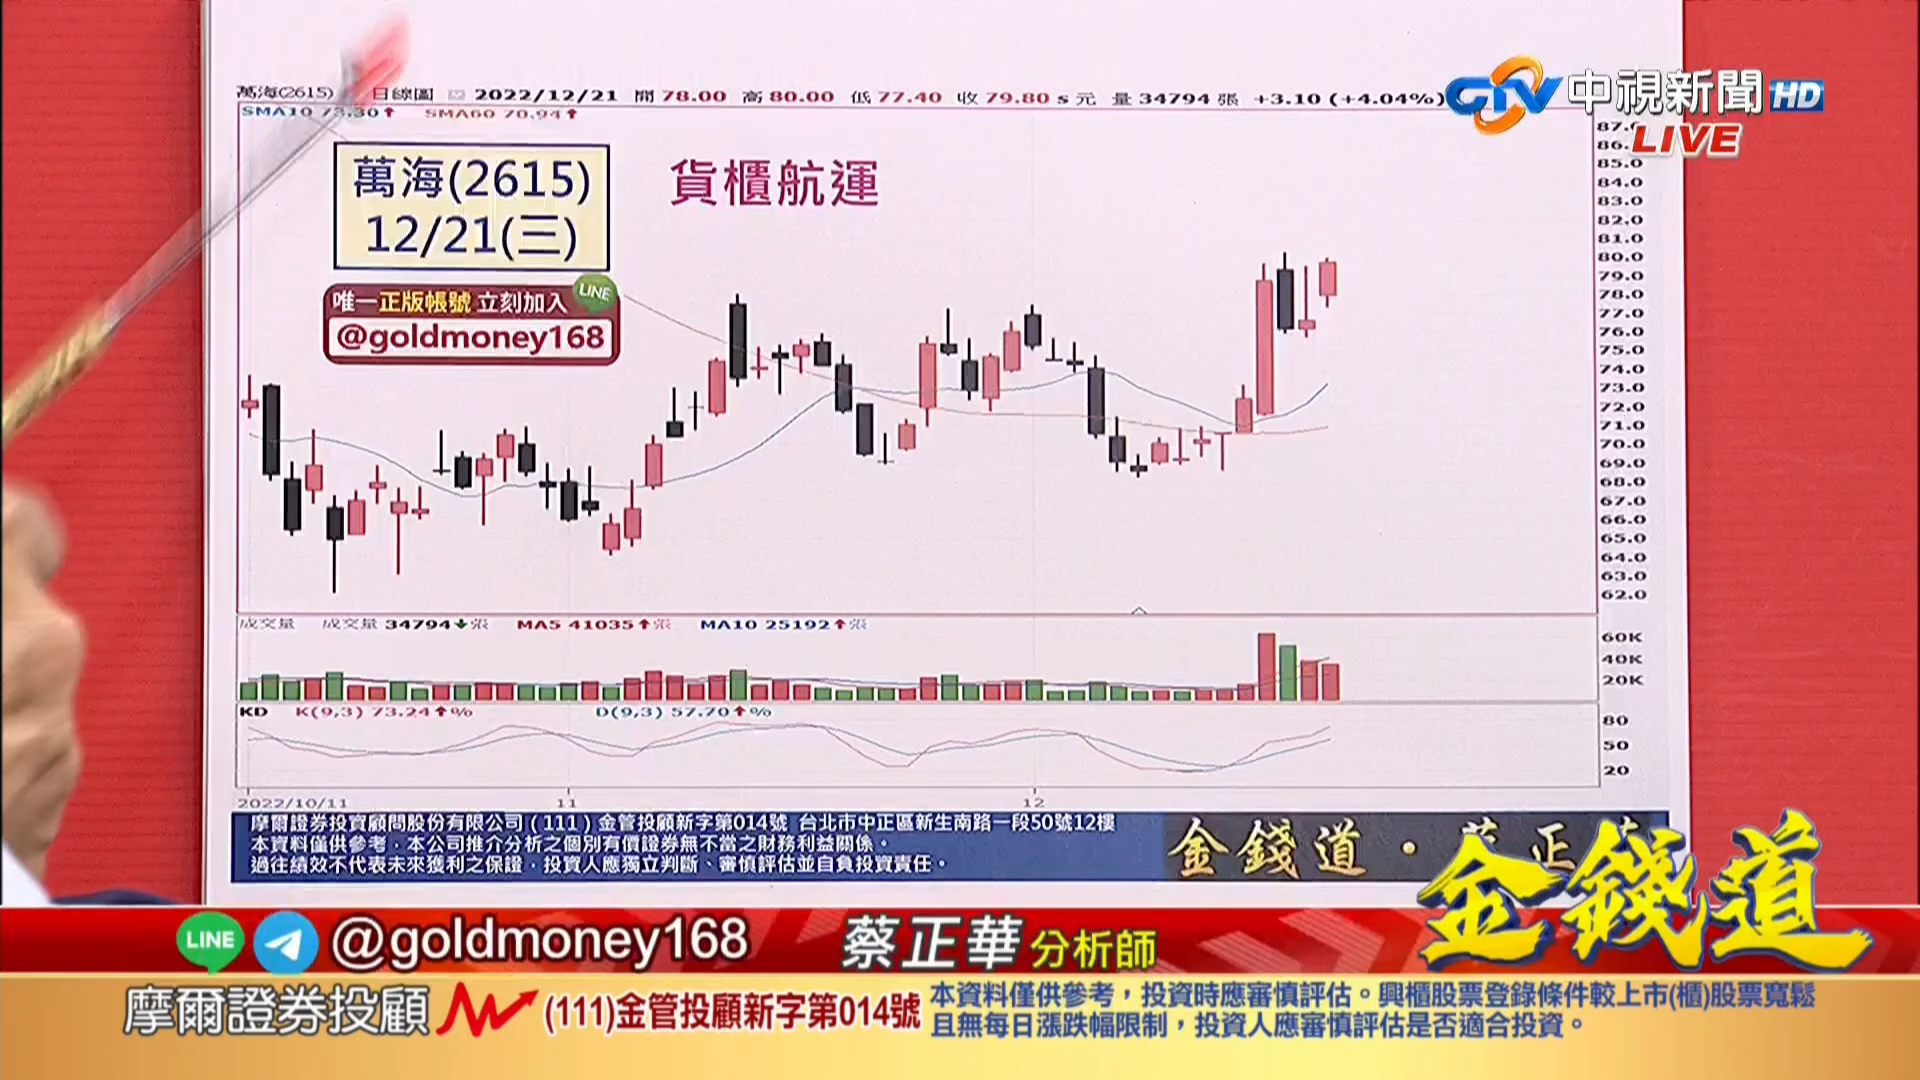 萬海(2615) 日線圖 2022/12/21 開 78.00 高 80.00 低 77.40 收 79.80 s 元 量 34794 張 +3.10 (+4.04%)
SMA10 73.30↑ SMA60 70.94↑
CTV 中視新聞 HD
LIVE
萬海(2615)
12/21(三)
貨櫃航運
唯一正版帳號 立刻加入
LINE
@goldmoney168
87.0
86.0
85.0
84.0
83.0
82.0
81.0
80.0
79.0
78.0
77.0
76.0
75.0
74.0
73.0
72.0
71.0
70.0
69.0
68.0
67.0
66.0
65.0
64.0
63.0
62.0
成交量 成交量 34794↓張 MA5 41035↑張 MA10 25192↑張
60K
40K
20K
KD K(9,3) 73.24↑% D(9,3) 57.70↑%
80
50
20
2022/10/11 11 12
摩爾證券投資顧問股份有限公司(111)金管投顧新字第014號 台北市中正區新生南路一段50號12樓
本資料僅供參考，本公司推介分析之個別有價證券無不當之財務利益關係。
過往績效不代表未來獲利之保證，投資人應獨立判斷、審慎評估並自負投資責任。
金錢道・蔡正
金錢道
LINE @goldmoney168 蔡正華 分析師
摩爾證券投顧 (111)金管投顧新字第014號
本資料僅供參考，投資時應審慎評估。興櫃股票登錄條件較上市(櫃)股票寬鬆
且無每日漲跌幅限制，投資人應審慎評估是否適合投資。